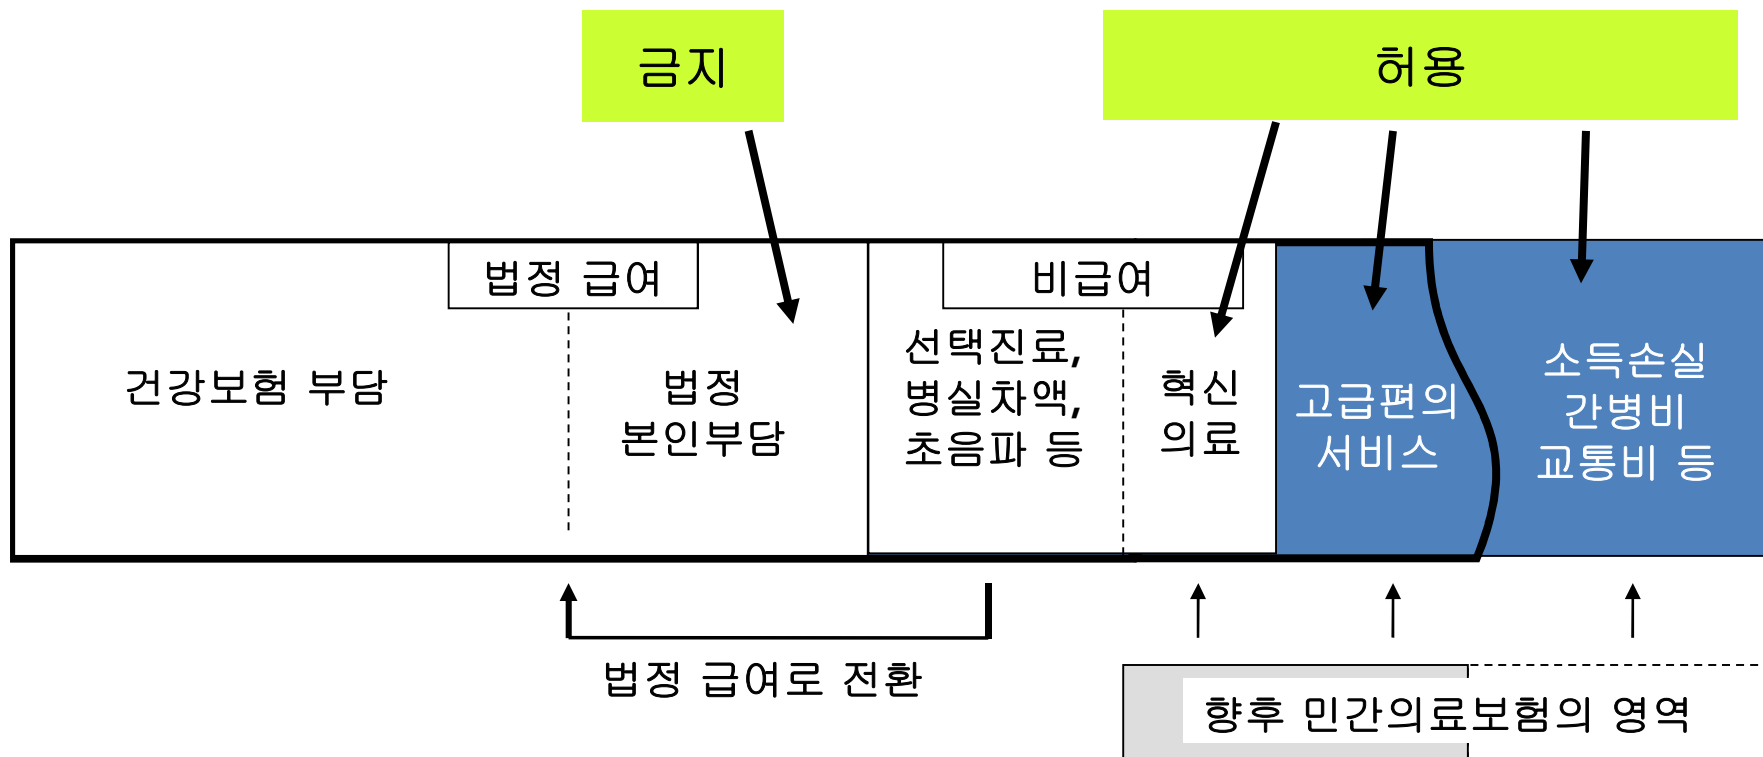 금지
허용
법정 급여
비급여
건강보험 부담
법정
본인부담
선택진료,
병실차액,
초음파 등
혁신
의료
고급편의
서비스
소득손실
간병비
교통비 등
법정 급여로 전환
향후 민간의료보험의 영역